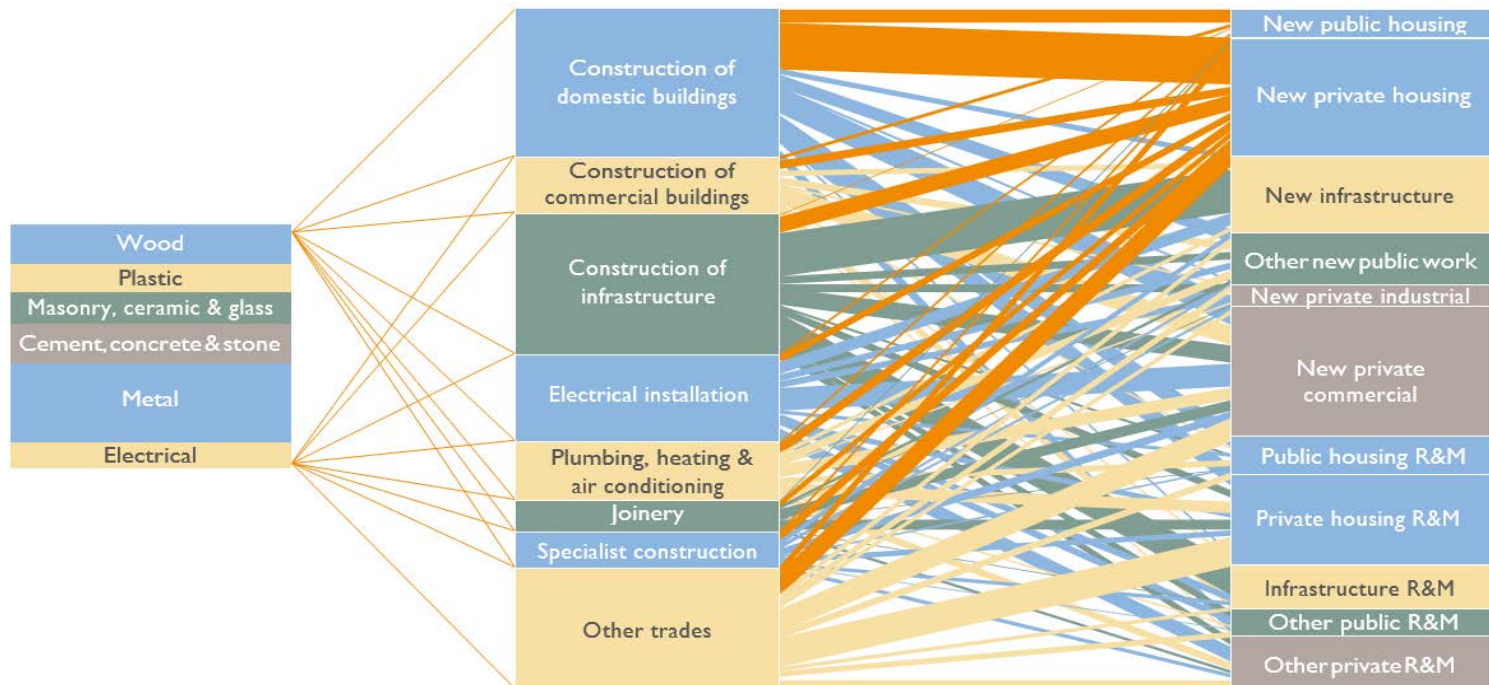 Wood
Plastic
Masonry, ceramic & glass
Cement, concrete & stone
Metal
Electrical
Construction of
domestic buildings
Construction of
commercial buildings
Construction of
infrastructure
Electrical installation
Plumbing, heating &
air conditioning
Joinery
Specialist construction
Other trades
New public housing
New private housing
New infrastructure
Other new public work
New private industrial
New private
commercial
Public housing R&M
Private housing R&M
Infrastructure R&M
Other public R&M
Other private R&M